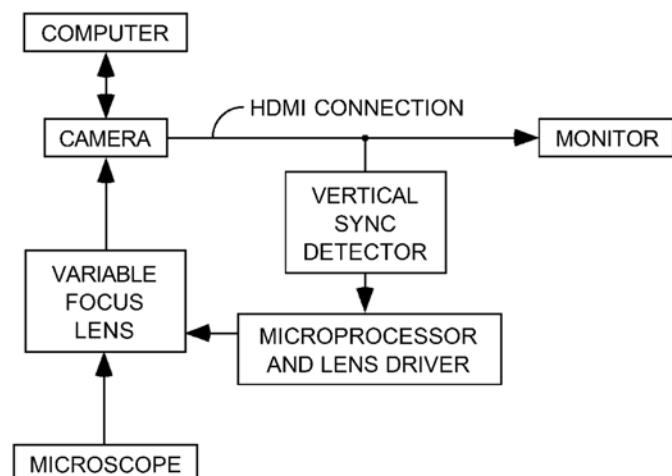 COMPUTER
HDMI CONNECTION
CAMERA
MONITOR
VERTICAL
SYNC
DETECTOR
VARIABLE
FOCUS
LENS
MICROPROCESSOR
AND LENS DRIVER
MICROSCOPE